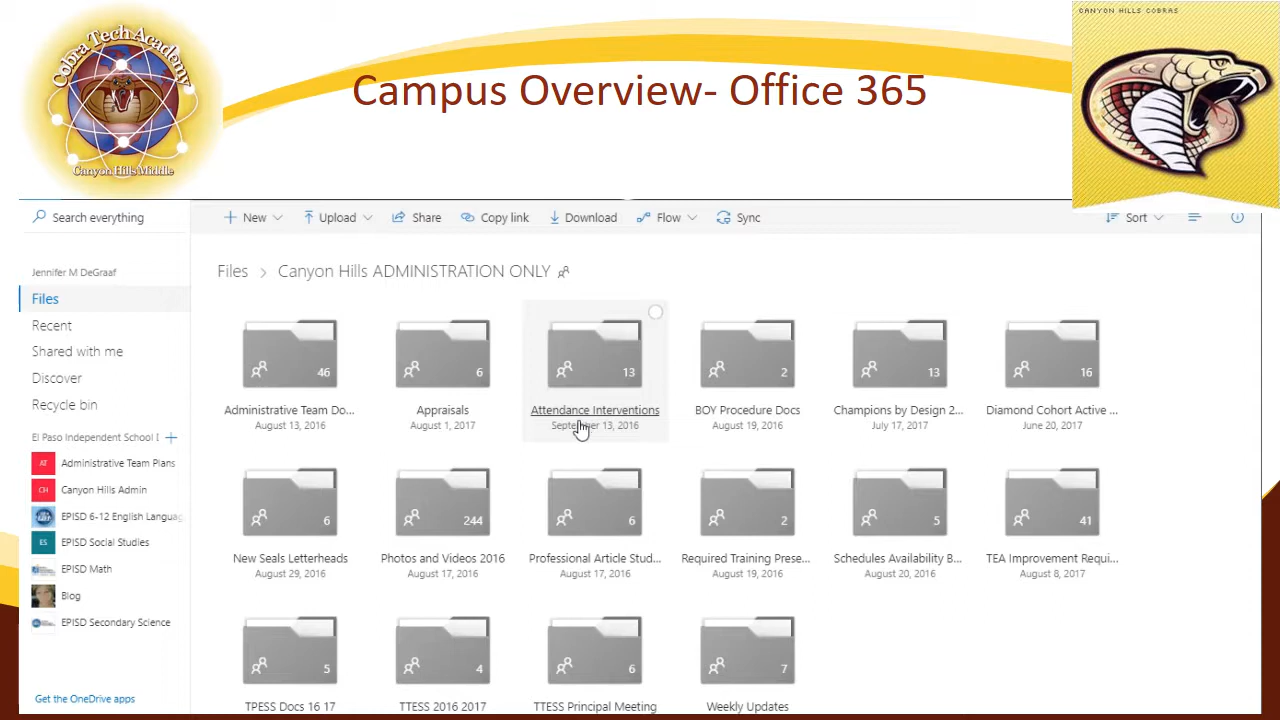 Cobra Tech Academy
Canyon Hills Middle
Campus Overview- Office 365
CANYON HILLS COBRAS
Search everything
New
Upload
Share
Copy link
Download
Flow
Sync
Sort
Jennifer M DeGraaf
Files
Recent
Shared with me
Discover
Recycle bin
El Paso Independent School
Administrative Team Plans
Canyon Hills Admin
EPISD 6-12 English Langua
EPISD Social Studies
EPISD Math
Blog
EPISD Secondary Science
Get the OneDrive apps
AT
CH
ES
Files > Canyon Hills ADMINISTRATION ONLY
46
6
13
2
13
16
Administrative Team Do...
Appraisals
Attendance Interventions
BOY Procedure Docs
Champions by Design 2...
Diamond Cohort Active ...
August 13, 2016
August 1, 2017
September 13, 2016
August 19, 2016
July 17, 2017
June 20, 2017
6
244
6
2
5
41
New Seals Letterheads
Photos and Videos 2016
Professional Article Stud...
Required Training Prese...
Schedules Availability B...
TEA Improvement Requi...
August 29, 2016
August 17, 2016
August 17, 2016
August 19, 2016
August 20, 2016
August 8, 2017
5
4
6
7
TPESS Docs 16 17
TTESS 2016 2017
TTESS Principal Meeting
Weekly Updates